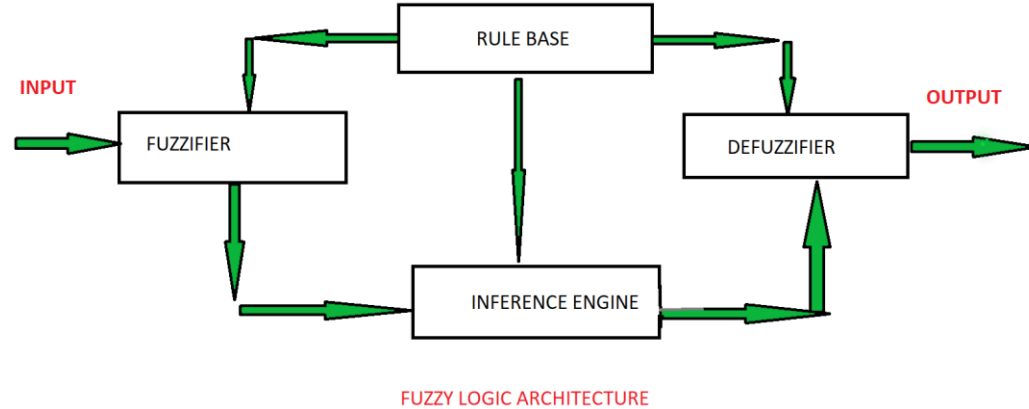 RULE BASE
INPUT
OUTPUT
FUZZIFIER
DEFUZZIFIER
INFERENCE ENGINE
FUZZY LOGIC ARCHITECTURE